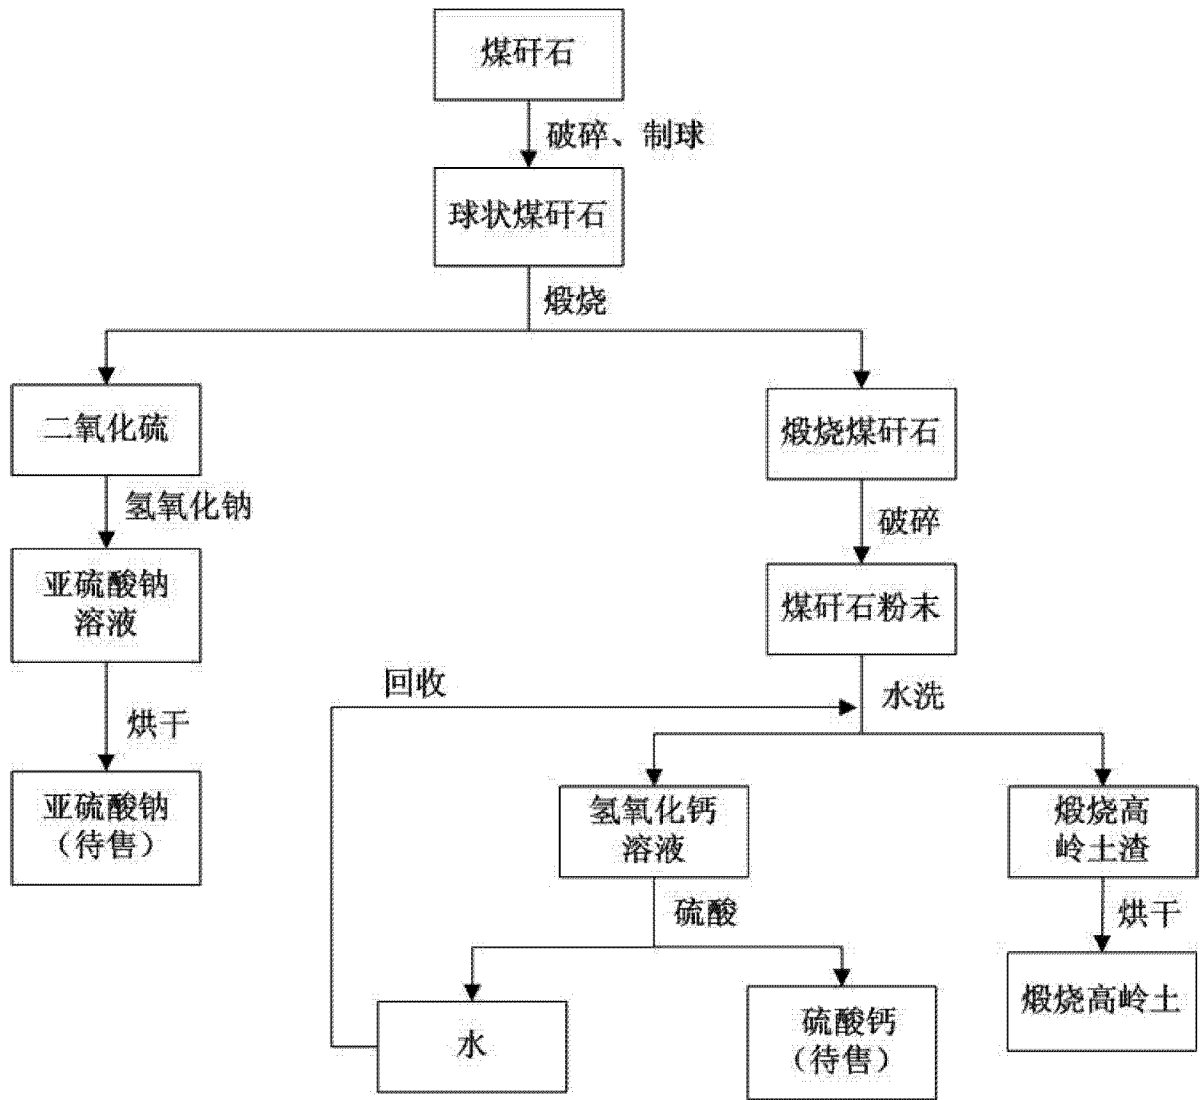 煤矸石
破碎、制球
球状煤矸石
煅烧
二氧化硫
煅烧煤矸石
氢氧化钠
破碎
亚硫酸钠
溶液
煤矸石粉末
回收
水洗
烘干
亚硫酸钠
（待售）
氢氧化钙
溶液
煅烧高
岭土渣
硫酸
烘干
水
硫酸钙
（待售）
煅烧高岭土